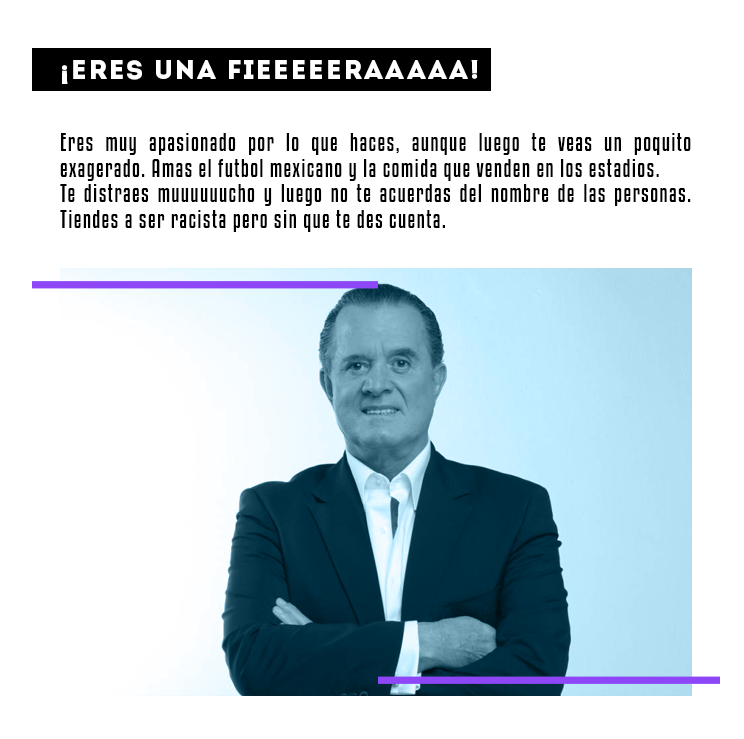 ¡ERES UNA FIEEEEERAAAAA!
Eres muy apasionado por lo que haces, aunque luego te veas un poquito
exagerado. Amas el futbol mexicano y la comida que venden en los estadios.
Te distraes muuuuuucho y luego no te acuerdas del nombre de las personas.
Tiendes a ser racista pero sin que te des cuenta.